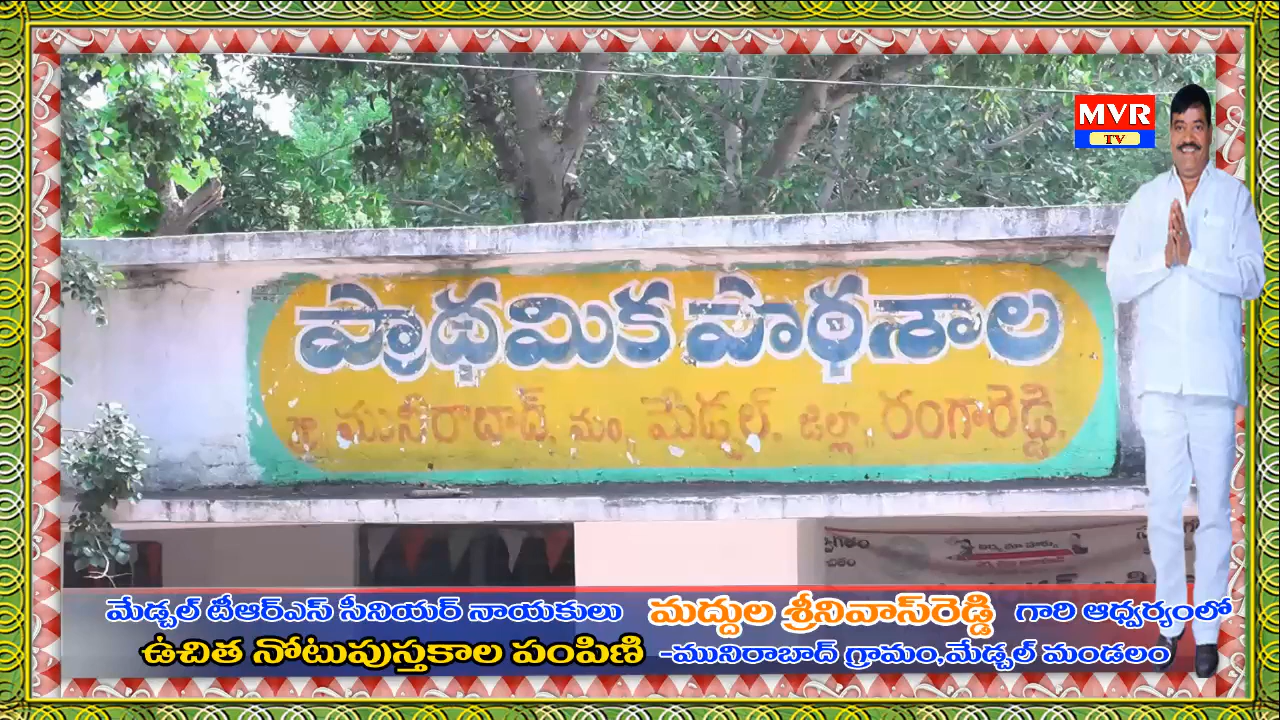 MVR
TV
ప్రాథమిక పాఠశాల
గ్రా మునీరాబాద్, మం, మేడ్చల్. జిల్లా, రంగారెడ్డి.
మేడ్చల్ టీఆర్ఎస్ సీనియర్ నాయకులు మద్దుల శ్రీనివాస్‌రెడ్డి గారి ఆధ్వర్యంలో
ఉచిత నోటుపుస్తకాల పంపిణి -మునిరాబాద్ గ్రామం,మేడ్చల్ మండలం